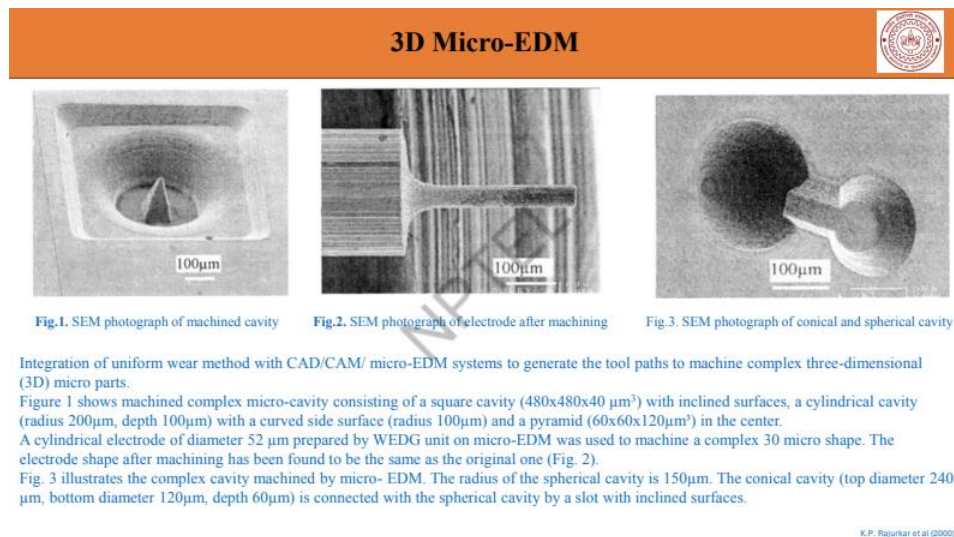 3D Micro-EDM
100µm
100µm
100µm
NPTEL
Fig.1. SEM photograph of machined cavity
Fig.2. SEM photograph of electrode after machining
Fig.3. SEM photograph of conical and spherical cavity
Integration of uniform wear method with CAD/CAM/ micro-EDM systems to generate the tool paths to machine complex three-dimensional
(3D) micro parts.
Figure 1 shows machined complex micro-cavity consisting of a square cavity (480x480x40 µm³) with inclined surfaces, a cylindrical cavity
(radius 200µm, depth 100µm) with a curved side surface (radius 100µm) and a pyramid (60x60x120µm³) in the center.
A cylindrical electrode of diameter 52 µm prepared by WEDG unit on micro-EDM was used to machine a complex 30 micro shape. The
electrode shape after machining has been found to be the same as the original one (Fig. 2).
Fig. 3 illustrates the complex cavity machined by micro- EDM. The radius of the spherical cavity is 150µm. The conical cavity (top diameter 240
µm, bottom diameter 120µm, depth 60µm) is connected with the spherical cavity by a slot with inclined surfaces.
K.P. Rajurkar et al (2000)